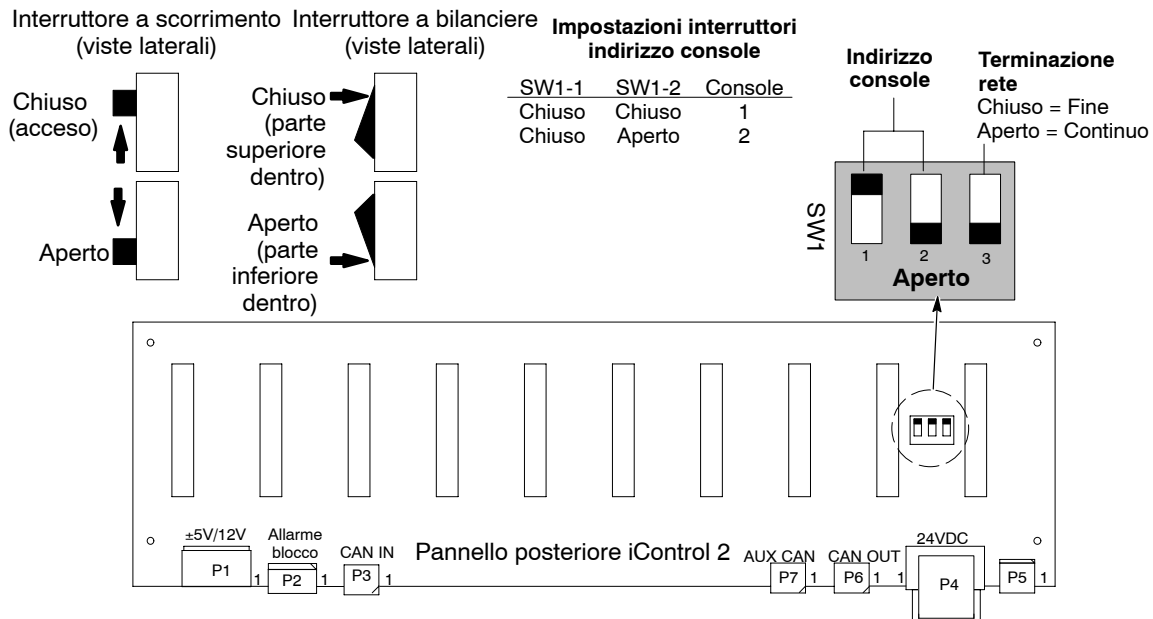 Interruttore a scorrimento
(viste laterali)
Chiuso
(acceso)
Aperto
Interruttore a bilanciere
(viste laterali)
Chiuso
(parte
superiore
dentro)
Aperto
(parte
inferiore
dentro)
Impostazioni interruttori
indirizzo console
SW1-1 SW1-2 Console
Chiuso Chiuso 1
Chiuso Aperto 2
Indirizzo
console
Terminazione
rete
Chiuso = Fine
Aperto = Continuo
SW1
1 2 3
Aperto
±5V/12V
P1 1
Allarme
blocco
P2 1
CAN IN
P3 1
Pannello posteriore iControl 2
AUX CAN
P7 1
CAN OUT
P6 1
24VDC
1 P4
P5 1